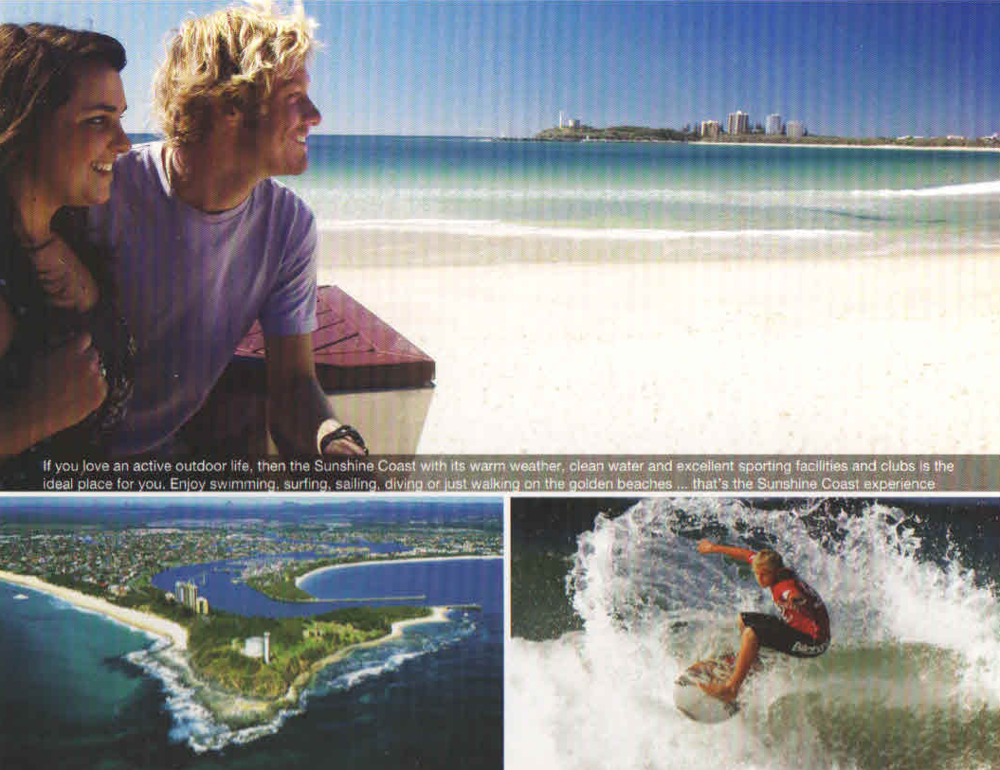 If you love an active outdoor life, then the Sunshine Coast with its warm weather, clean water and excellent sporting facilities and clubs is the
ideal place for you. Enjoy swimming, surfing, sailing, diving or just walking on the golden beaches ... that's the Sunshine Coast experience